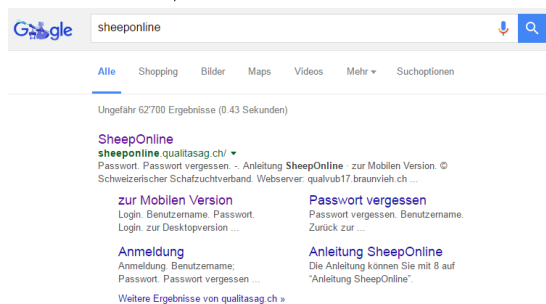 Google
sheeponline
Alle Shopping Bilder Maps Videos Mehr Suchoptionen
Ungefähr 62'700 Ergebnisse (0.43 Sekunden)
SheepOnline
sheeponline.qualitasag.ch/
Passwort. Passwort vergessen. -. Anleitung SheepOnline · zur Mobilen Version. ©
Schweizerischer Schafzuchtverband. Webserver: qualvub17.braunvieh.ch ...
zur Mobilen Version
Login. Benutzername. Passwort.
Login. zur Desktopversion ...
Passwort vergessen
Passwort vergessen. Benutzername.
Zurück zur ...
Anmeldung
Anmeldung. Benutzername;
Passwort. Passwort vergessen ...
Anleitung SheepOnline
Die Anleitung können Sie mit 8 auf
"Anleitung SheepOnline".
Weitere Ergebnisse von qualitasag.ch »